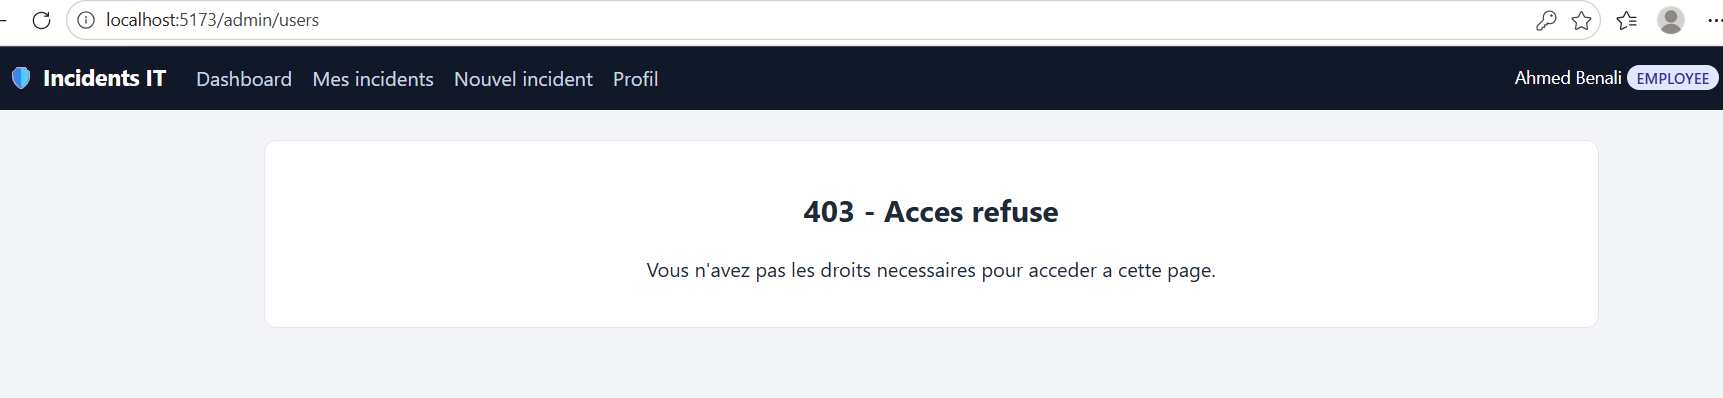 localhost:5173/admin/users
Incidents IT Dashboard Mes incidents Nouvel incident Profil Ahmed Benali EMPLOYEE
403 - Acces refuse
Vous n'avez pas les droits necessaires pour acceder a cette page.